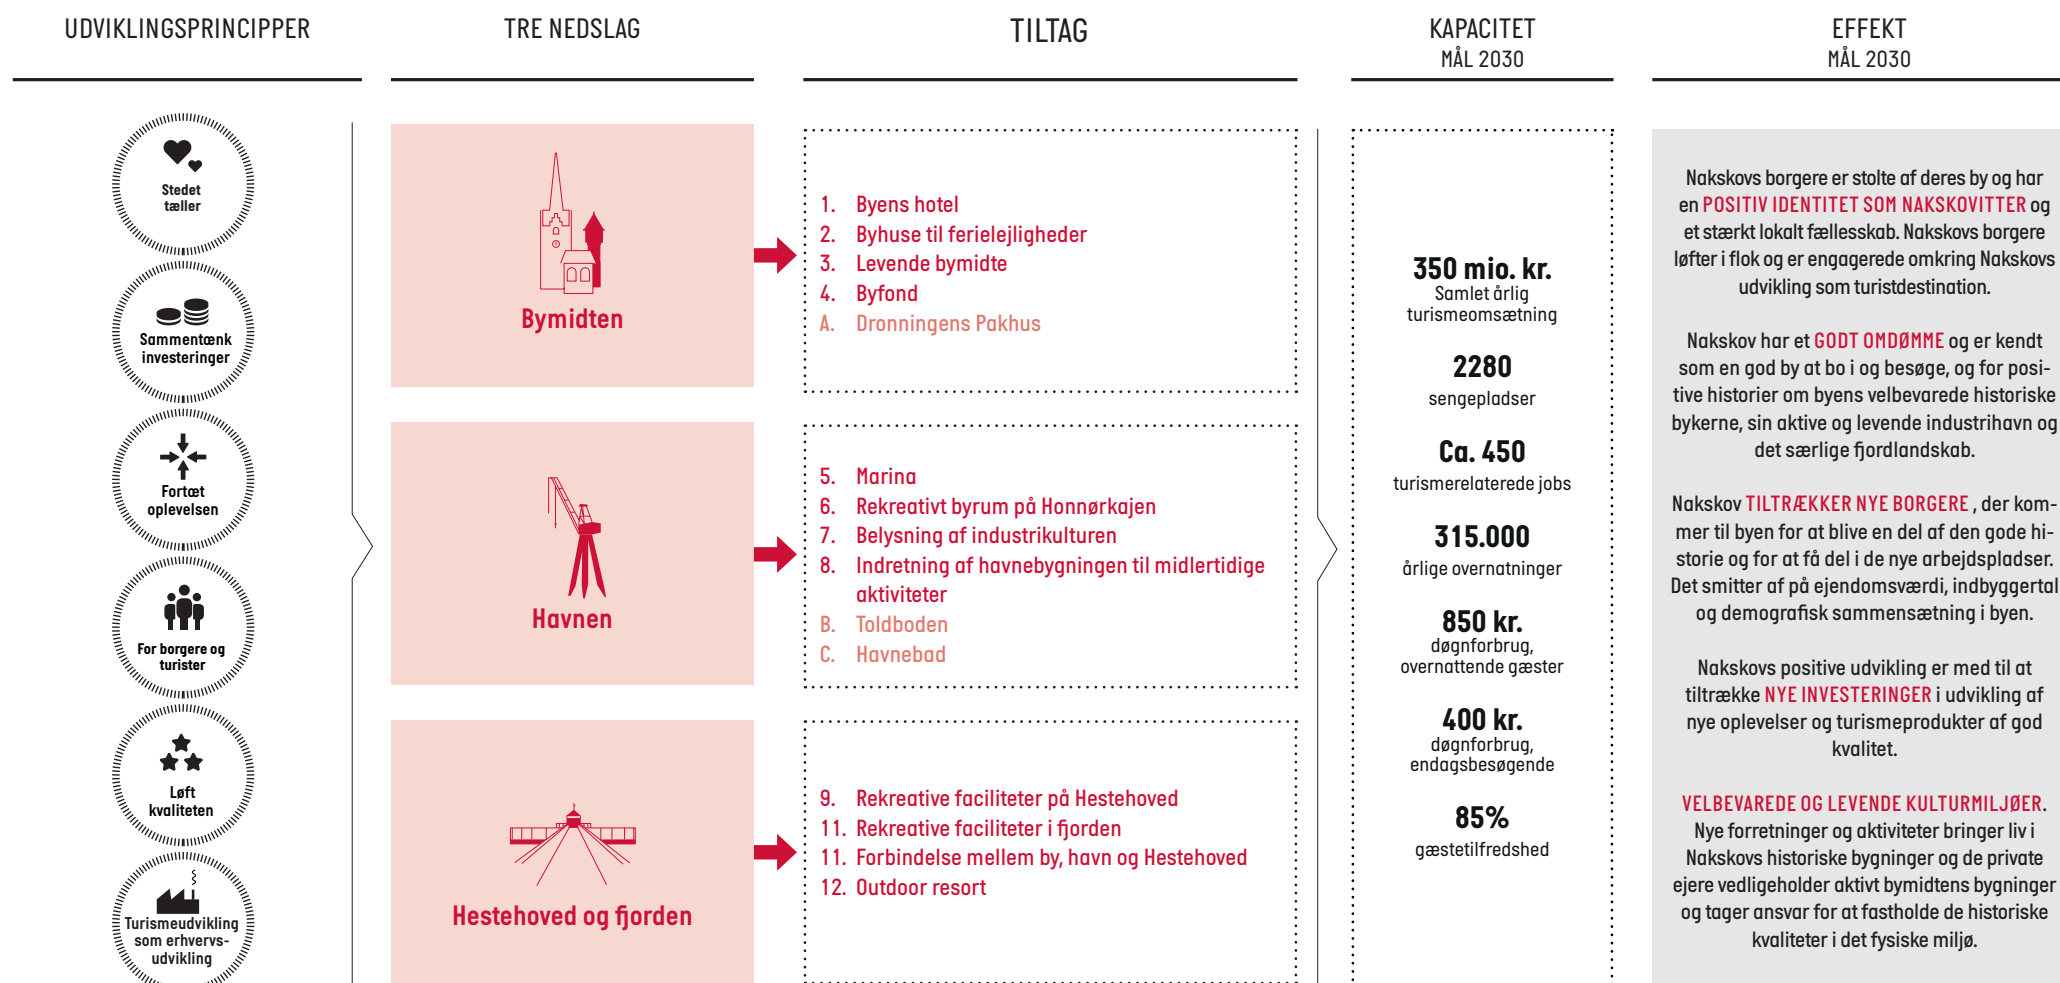 UDVIKLINGSPRINCIPPER
Stedet
tæller
Sammentænk
investeringer
Fortæt
oplevelsen
For borgere og
turister
Løft
kvaliteten
Turismeudvikling
som erhvervs-
udvikling
TRE NEDSLAG
Bymidten
Havnen
Hestehoved og fjorden
TILTAG
1. Byens hotel
2. Byhuse til ferielejligheder
3. Levende bymidte
4. Byfond
A. Dronningens Pakhus
5. Marina
6. Rekreativt byrum på Honnørkajen
7. Belysning af industrikulturen
8. Indretning af havnebygningen til midlertidige
aktiviteter
B. Toldboden
C. Havnebad
9. Rekreative faciliteter på Hestehoved
11. Rekreative faciliteter i fjorden
11. Forbindelse mellem by, havn og Hestehoved
12. Outdoor resort
KAPACITET
MÅL 2030
350 mio. kr.
Samlet årlig
turismeomsætning
2280
sengepladser
Ca. 450
turismerelaterede jobs
315.000
årlige overnatninger
850 kr.
døgnforbrug,
overnattende gæster
400 kr.
døgnforbrug,
endagsbesøgende
85%
gæstetilfredshed
EFFEKT
MÅL 2030
Nakskovs borgere er stolte af deres by og har
en POSITIV IDENTITET SOM NAKSKOVITTER og
et stærkt lokalt fællesskab. Nakskovs borgere
løfter i flok og er engagerede omkring Nakskovs
udvikling som turistdestination.
Nakskov har et GODT OMDØMME og er kendt
som en god by at bo i og besøge, og for posi-
tive historier om byens velbevarede historiske
bykerne, sin aktive og levende industrihavn og
det særlige fjordlandskab.
Nakskov TILTRÆKKER NYE BORGERE , der kom-
mer til byen for at blive en del af den gode hi-
storie og for at få del i de nye arbejdspladser.
Det smitter af på ejendomsværdi, indbyggertal
og demografisk sammensætning i byen.
Nakskovs positive udvikling er med til at
tiltrække NYE INVESTERINGER i udvikling af
nye oplevelser og turismeprodukter af god
kvalitet.
VELBEVAREDE OG LEVENDE KULTURMILJØER.
Nye forretninger og aktiviteter bringer liv i
Nakskovs historiske bygninger og de private
ejere vedligeholder aktivt bymidtens bygninger
og tager ansvar for at fastholde de historiske
kvaliteter i det fysiske miljø.